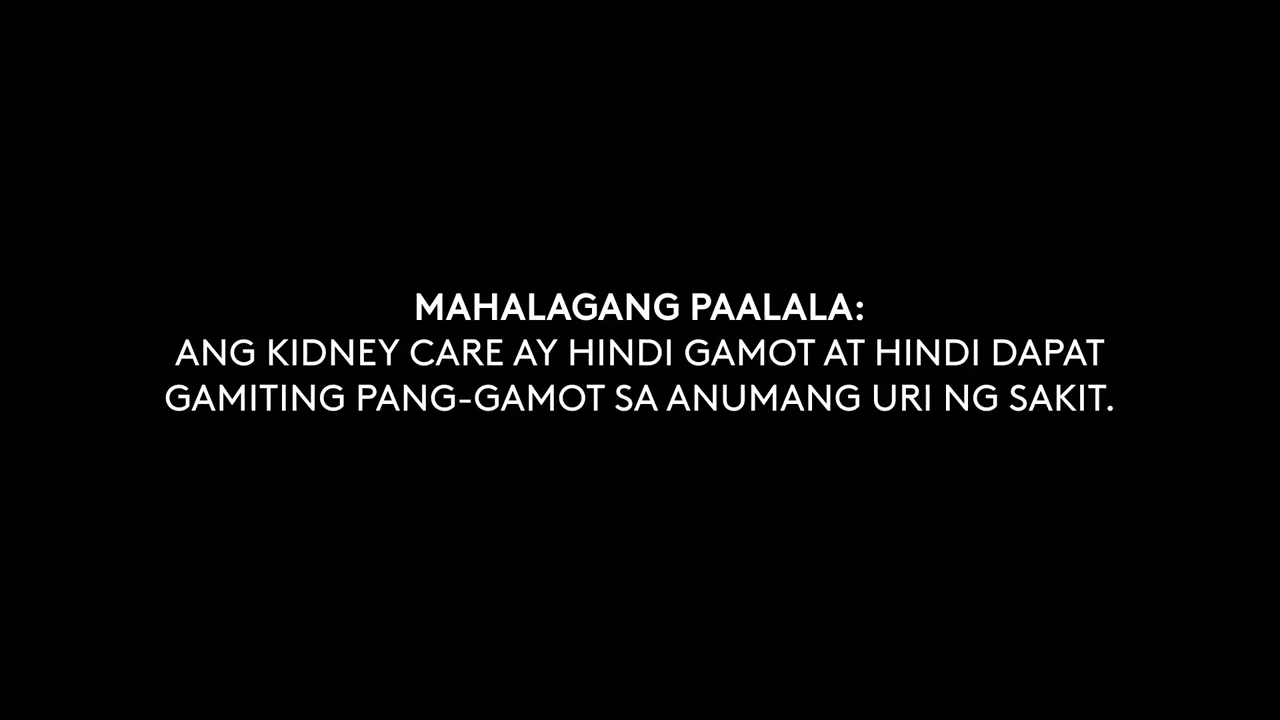 MAHALAGANG PAALALA:
ANG KIDNEY CARE AY HINDI GAMOT AT HINDI DAPAT
GAMITING PANG-GAMOT SA ANUMANG URI NG SAKIT.